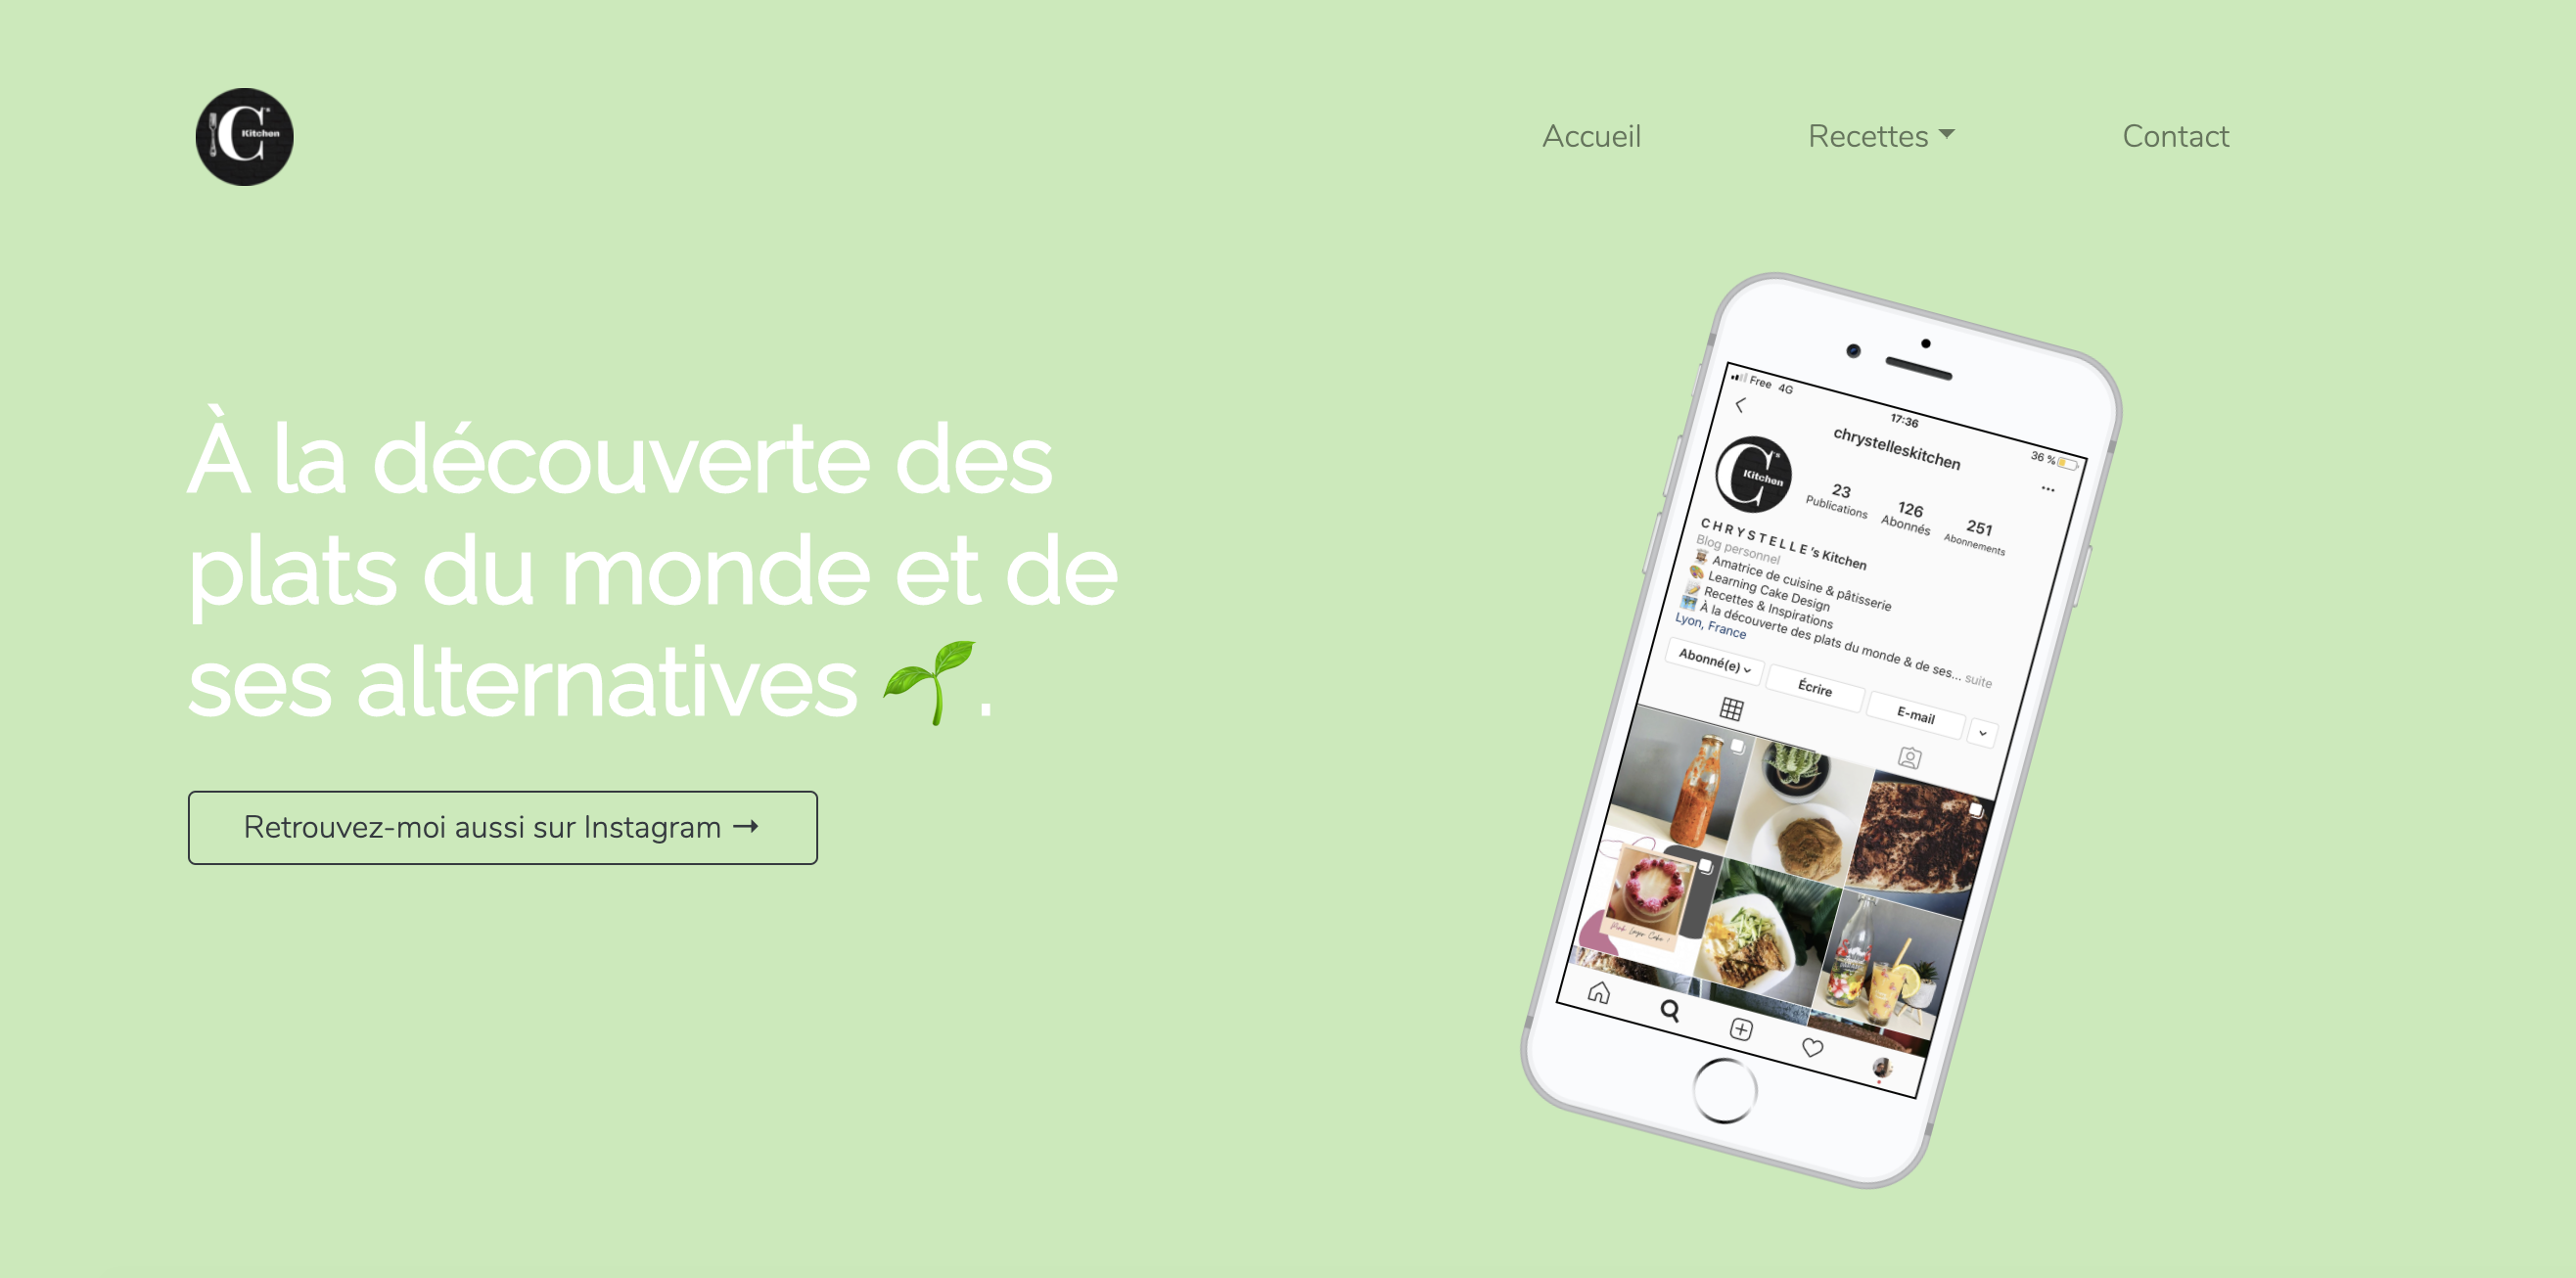 C's
Kitchen
Accueil
Recettes
Contact
À la découverte des
plats du monde et de
ses alternatives 🌱.
Retrouvez-moi aussi sur Instagram →
Free 4G
17:36
36 %
chrystelleskitchen
C's
Kitchen
23
Publications
126
Abonnés
251
Abonnements
CHRYSTELLE's Kitchen
Blog personnel
Amatrice de cuisine & pâtisserie
Learning Cake Design
Recettes & Inspirations
À la découverte des plats du monde & de ses... suite
Lyon, France
Abonné(e)
Écrire
E-mail
Pink Layer Cake !